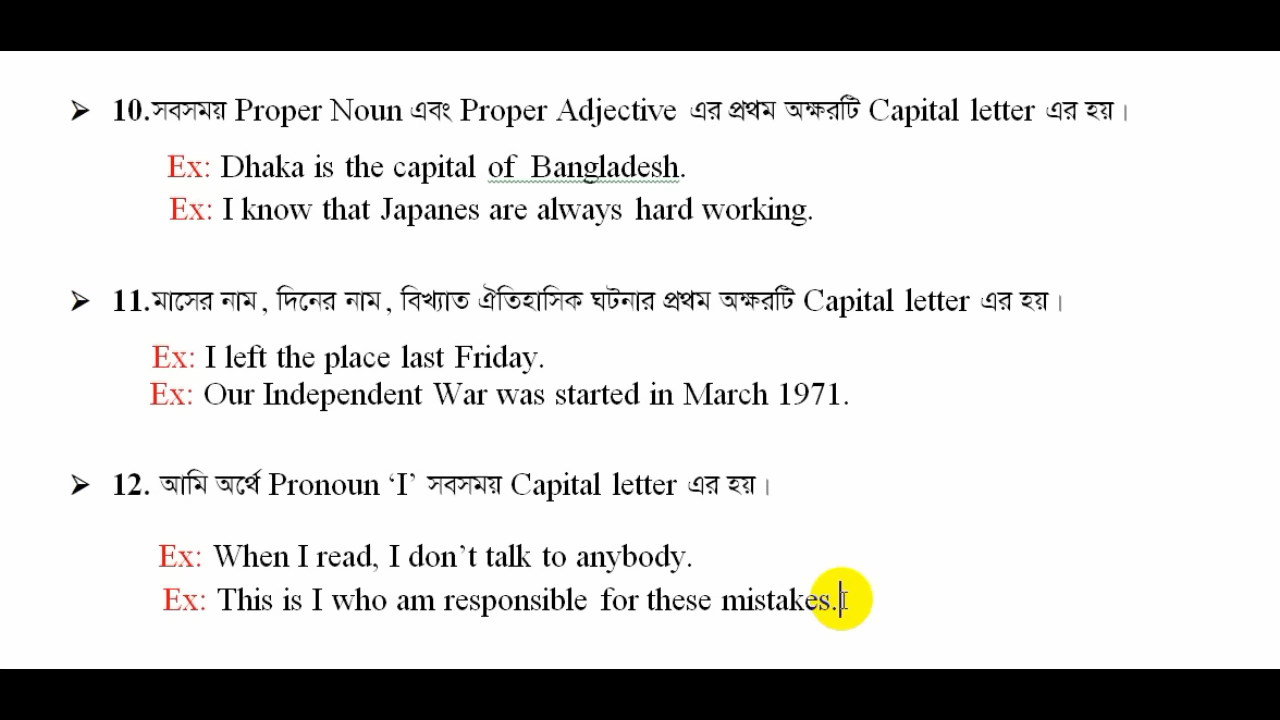 ➤ 10.সবসময় Proper Noun এবং Proper Adjective এর প্রথম অক্ষরটি Capital letter এর হয়।
Ex: Dhaka is the capital of Bangladesh.
Ex: I know that Japanes are always hard working.
➤ 11.মাসের নাম, দিনের নাম, বিখ্যাত ঐতিহাসিক ঘটনার প্রথম অক্ষরটি Capital letter এর হয়।
Ex: I left the place last Friday.
Ex: Our Independent War was started in March 1971.
➤ 12. আমি অর্থে Pronoun ‘I’ সবসময় Capital letter এর হয়।
Ex: When I read, I don’t talk to anybody.
Ex: This is I who am responsible for these mistakes.